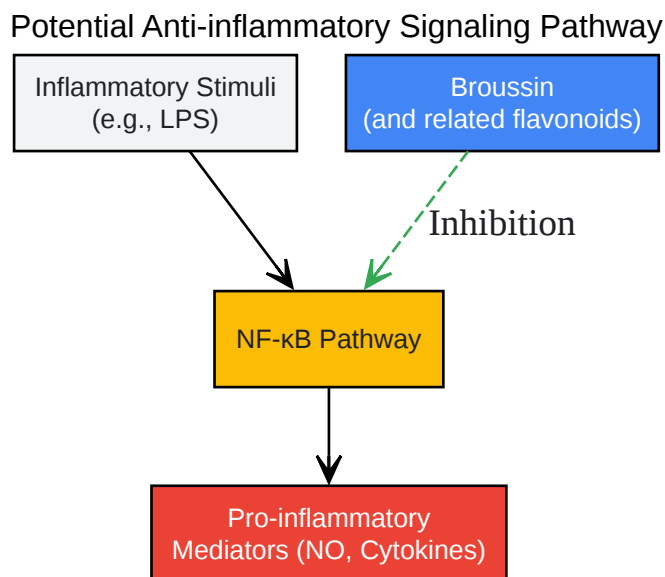 Potential Anti-inflammatory Signaling Pathway
Inflammatory Stimuli
(e.g., LPS)
Broussin
(and related flavonoids)
Inhibition
NF-κB Pathway
Pro-inflammatory
Mediators (NO, Cytokines)